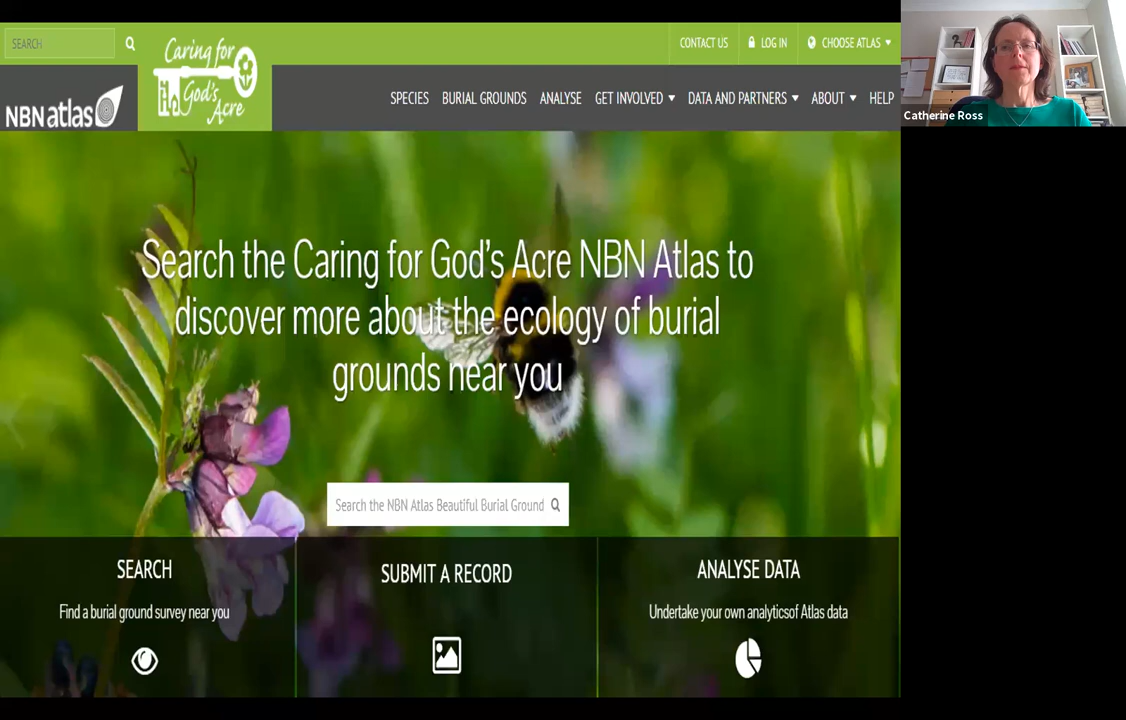 SEARCH
Caring for
God's
Acre
CONTACT US
LOG IN
CHOOSE ATLAS
NBN atlas
SPECIES
BURIAL GROUNDS
ANALYSE
GET INVOLVED
DATA AND PARTNERS
ABOUT
HELP
Catherine Ross
Search the Caring for God's Acre NBN Atlas to
discover more about the ecology of burial
grounds near you
Search the NBN Atlas Beautiful Burial Ground
SEARCH
Find a burial ground survey near you
SUBMIT A RECORD
ANALYSE DATA
Undertake your own analyticsof Atlas data